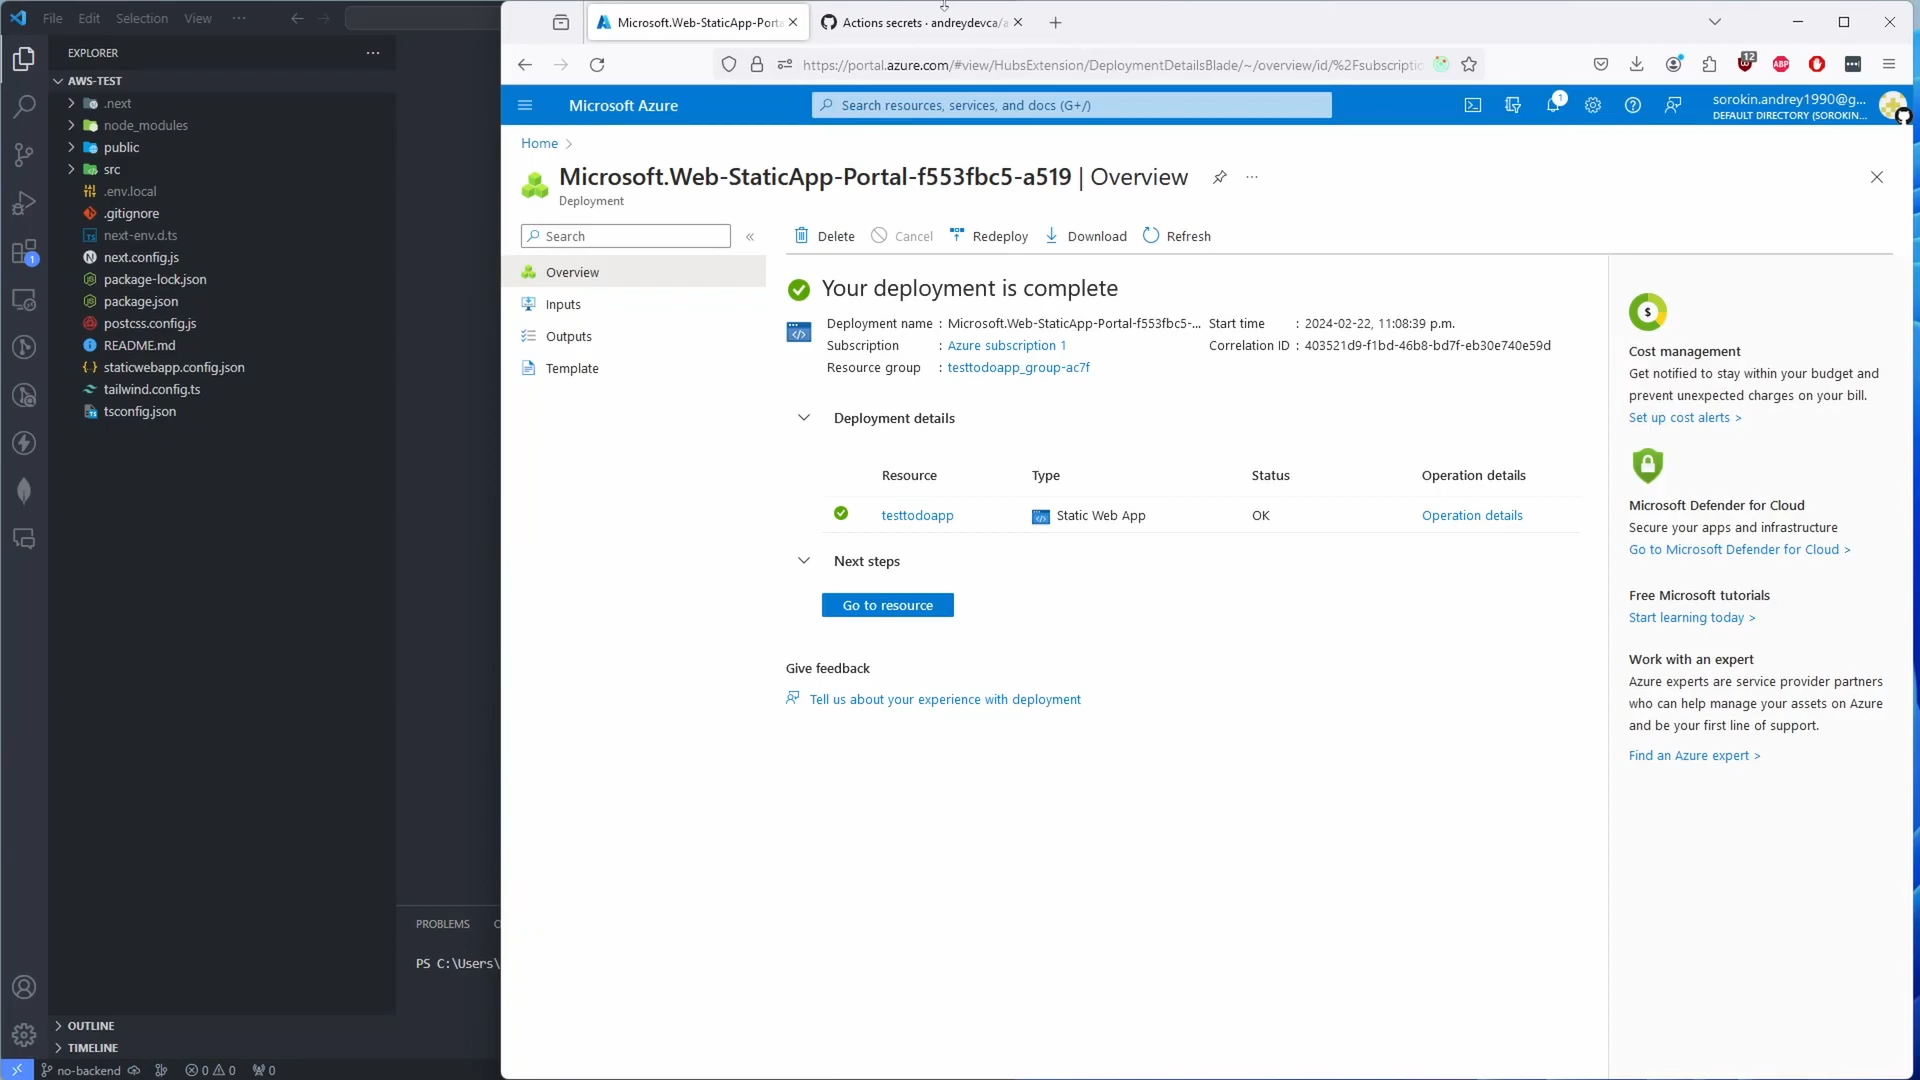 File Edit Selection View ···
EXPLORER ···
AWS-TEST
.next
node_modules
public
src
.env.local
.gitignore
next-env.d.ts
next.config.js
package-lock.json
package.json
postcss.config.js
README.md
staticwebapp.config.json
tailwind.config.ts
tsconfig.json
1
OUTLINE
TIMELINE
no-backend 0 0 0
PROBLEMS
PS C:\Users\
Microsoft.Web-StaticApp-Porta
Actions secrets · andreydevca/a
https://portal.azure.com/#view/HubsExtension/DeploymentDetailsBlade/~/overview/id/%2Fsubscriptio
12
ABP
Microsoft Azure
Search resources, services, and docs (G+/)
1
sorokin.andrey1990@g...
DEFAULT DIRECTORY (SOROKIN...
Home
Microsoft.Web-StaticApp-Portal-f553fbc5-a519 | Overview
Deployment
Search
Overview
Inputs
Outputs
Template
Delete Cancel Redeploy Download Refresh
Your deployment is complete
Deployment name : Microsoft.Web-StaticApp-Portal-f553fbc5-...
Subscription : Azure subscription 1
Resource group : testtodoapp_group-ac7f
Start time : 2024-02-22, 11:08:39 p.m.
Correlation ID : 403521d9-f1bd-46b8-bd7f-eb30e740e59d
Deployment details
Resource Type Status Operation details
testtodoapp Static Web App OK Operation details
Next steps
Go to resource
Give feedback
Tell us about your experience with deployment
Cost management
Get notified to stay within your budget and
prevent unexpected charges on your bill.
Set up cost alerts >
Microsoft Defender for Cloud
Secure your apps and infrastructure
Go to Microsoft Defender for Cloud >
Free Microsoft tutorials
Start learning today >
Work with an expert
Azure experts are service provider partners
who can help manage your assets on Azure
and be your first line of support.
Find an Azure expert >